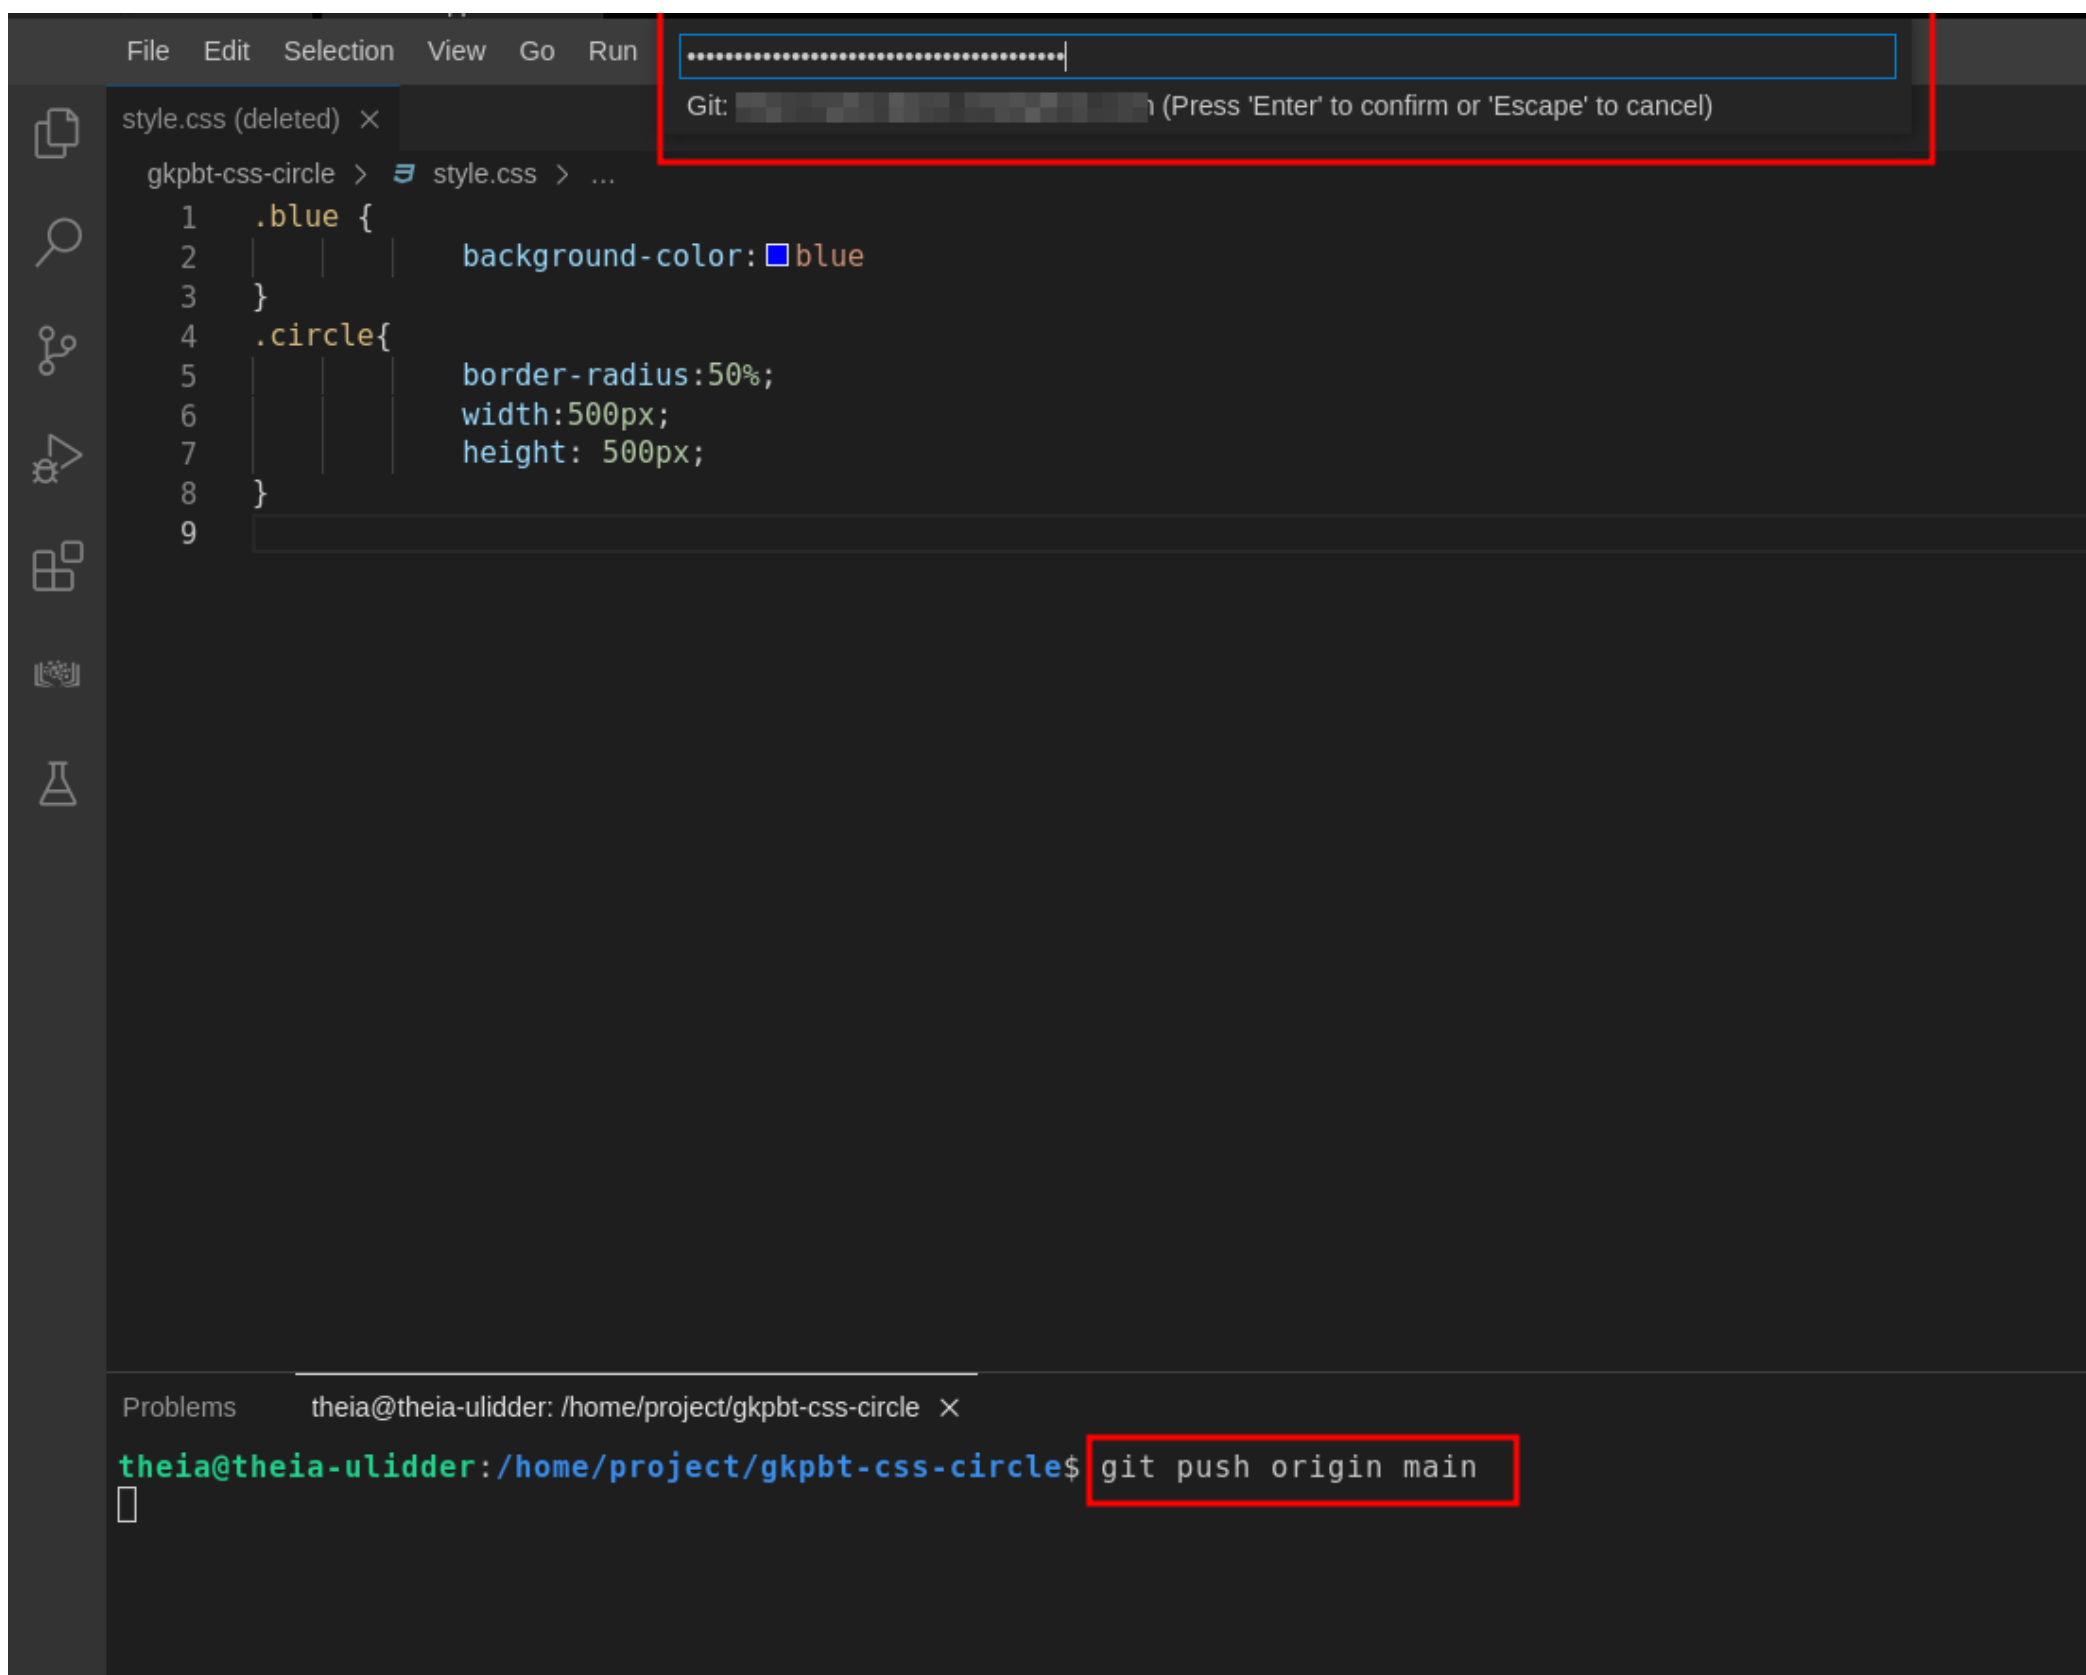 File Edit Selection View Go Run
••••••••••••••••••••••••••••••••••••••••
Git: (Press 'Enter' to confirm or 'Escape' to cancel)
style.css (deleted)
gkpbt-css-circle > style.css > ...
1 .blue {
2 background-color: blue
3 }
4 .circle{
5 border-radius:50%;
6 width:500px;
7 height: 500px;
8 }
9
Problems theia@theia-ulidder: /home/project/gkpbt-css-circle
theia@theia-ulidder:/home/project/gkpbt-css-circle$ git push origin main